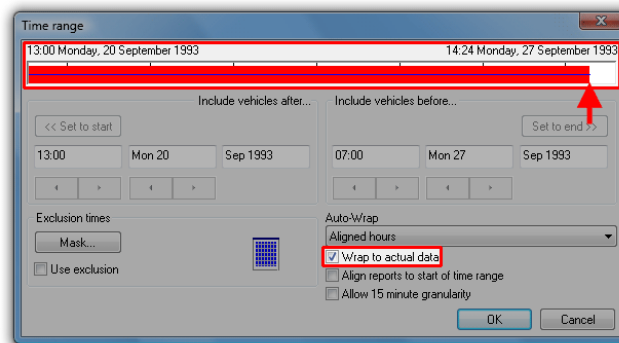 Time range
13:00 Monday, 20 September 1993 14:24 Monday, 27 September 1993
Include vehicles after... Include vehicles before...
<< Set to start Set to end >>
13:00 Mon 20 Sep 1993 07:00 Mon 27 Sep 1993
Exclusion times Auto-Wrap
Mask... Aligned hours
Wrap to actual data
Use exclusion Align reports to start of time range
Allow 15 minute granularity
OK Cancel